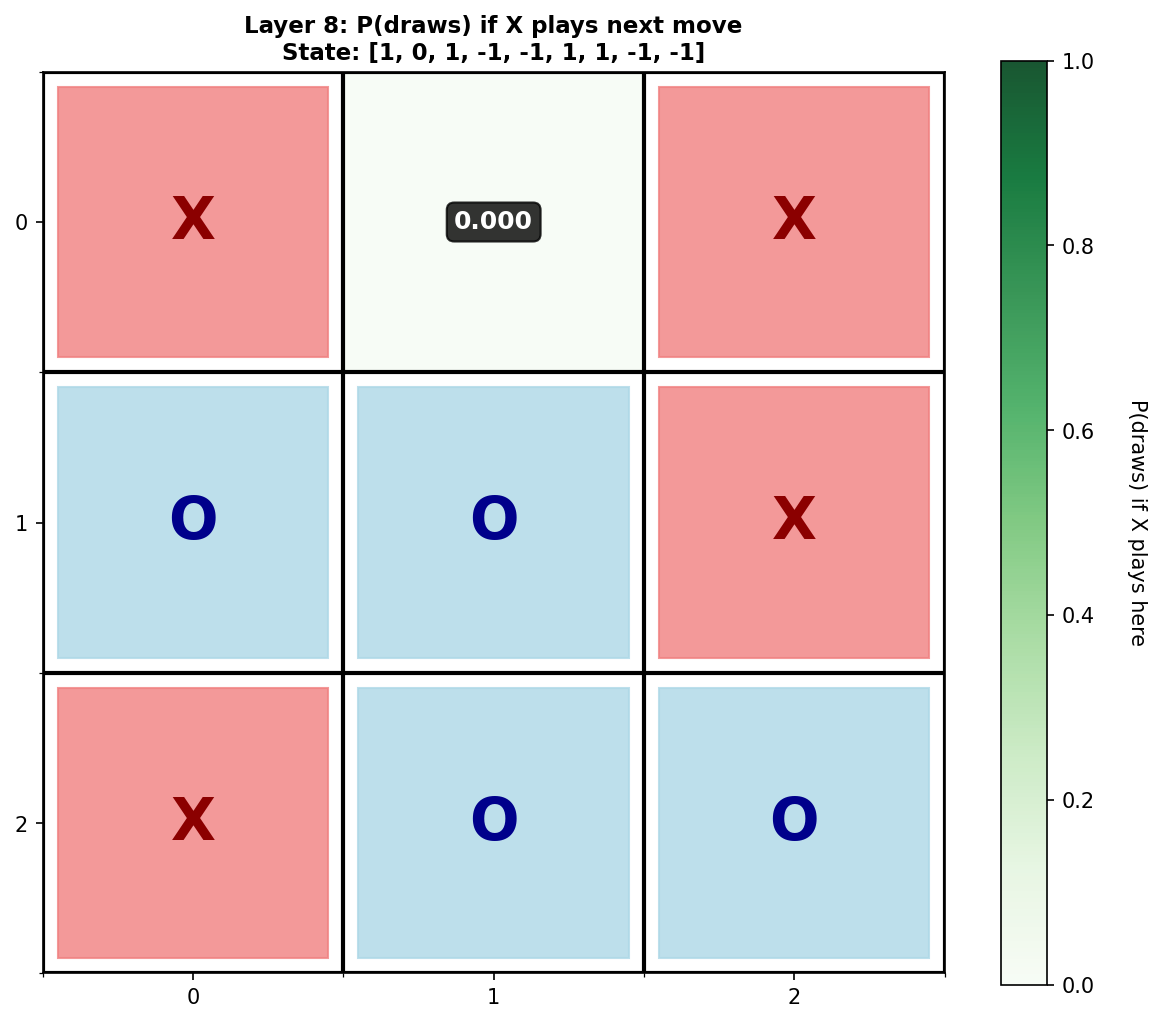 Layer 8: P(draws) if X plays next move
State: [1, 0, 1, -1, -1, 1, 1, -1, -1]
X
0.000
X
O
O
X
X
O
O
0
1
2
0
1
2
1.0
0.8
0.6
0.4
0.2
0.0
P(draws) if X plays here